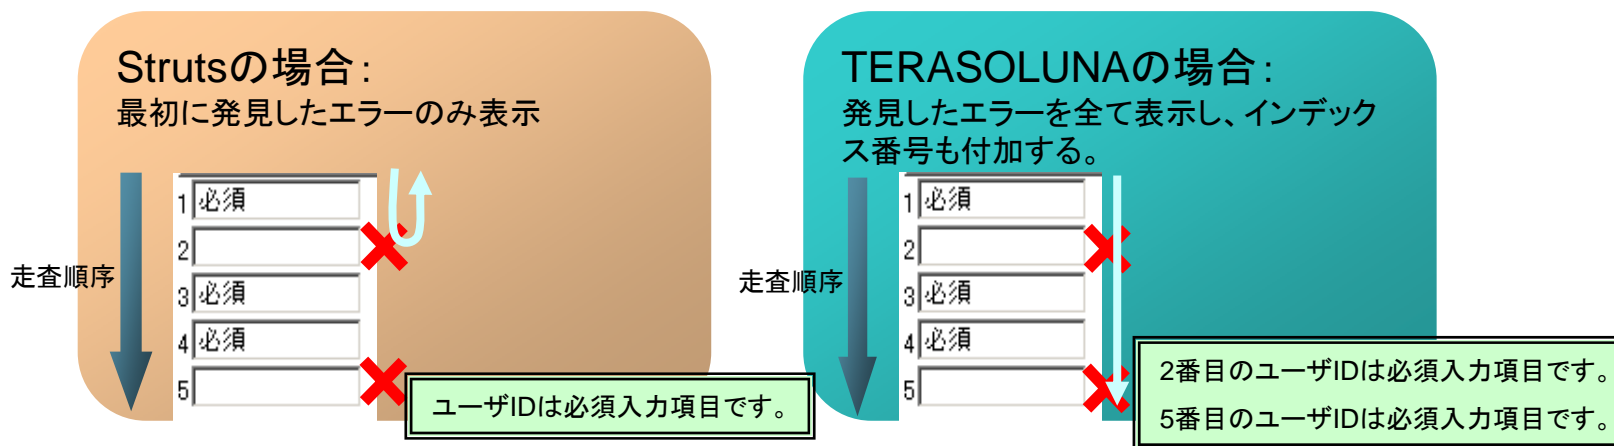 Strutsの場合：
最初に発見したエラーのみ表示
走査順序
1 必須
2
3 必須
4 必須
5
ユーザIDは必須入力項目です。
TERASOLUNAの場合：
発見したエラーを全て表示し、インデック
ス番号も付加する。
走査順序
1 必須
2
3 必須
4 必須
5
2番目のユーザIDは必須入力項目です。
5番目のユーザIDは必須入力項目です。